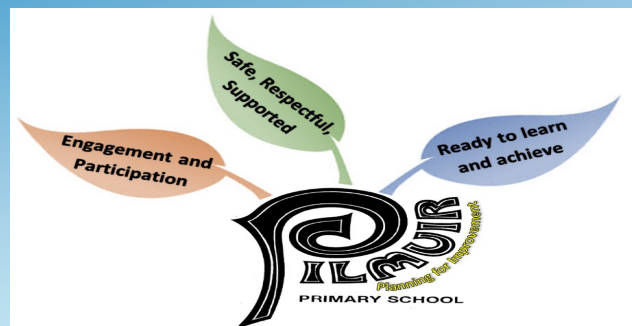 Safe, Respectful,
Supported
Engagement and
Participation
Ready to learn
and achieve
PILMUIR
Planning for Improvement
PRIMARY SCHOOL